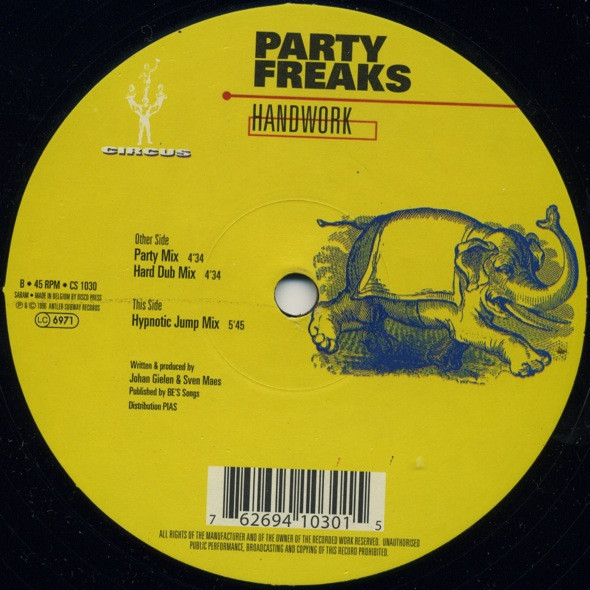 PARTY
FREAKS
HANDWORK
CIRCUS
Other Side
Party Mix 4'34
Hard Dub Mix 4'34
B • 45 RPM • CS 1030
SABAM • MADE IN BELGIUM BY DISCO PRESS
℗ & © 1996 ANTLER SUBWAY RECORDS
LC 6971
This Side
Hypnotic Jump Mix 5'45
Written & produced by
Johan Gielen & Sven Maes
Published by BE'S Songs
Distribution PIAS
7 62694 10301 5
ALL RIGHTS OF THE MANUFACTURER AND OF THE OWNER OF THE RECORDED WORK RESERVED. UNAUTHORISED
PUBLIC PERFORMANCE, BROADCASTING AND COPYING OF THIS RECORD PROHIBITED.